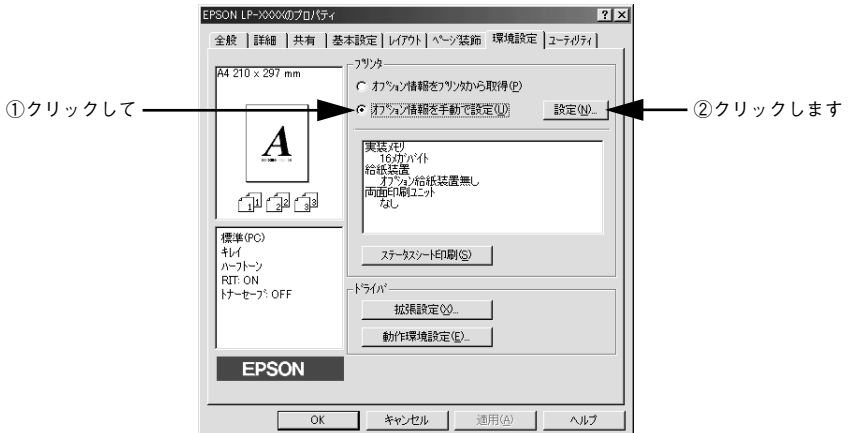 EPSON LP-XXXXのプロパティ
全般 詳細 共有 基本設定 レイアウト ページ装飾 環境設定 ユーティリティ
A4 210 x 297 mm
A
1 1 2 2 3 3
標準(PC)
キレイ
ハーフトーン
RIT: ON
トナーセーブ: OFF
EPSON
プリンタ
オプション情報をプリンタから取得(P)
①クリックして
オプション情報を手動で設定(U)
設定(N)...
②クリックします
実装メモリ
16メガバイト
給紙装置
オプション給紙装置無し
両面印刷ユニット
なし
ステータスシート印刷(S)
ドライバ
拡張設定(X)...
動作環境設定(E)...
OK キャンセル 適用(A) ヘルプ